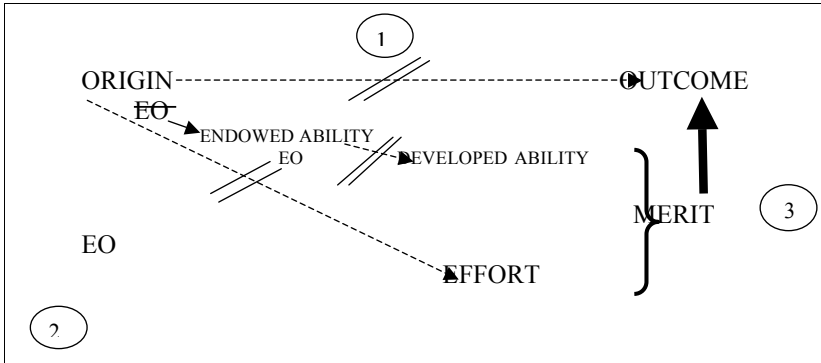 1
ORIGIN OUTCOME
EO
ENDOWED ABILITY
EO DEVELOPED ABILITY
MERIT 3
EO
EFFORT
2